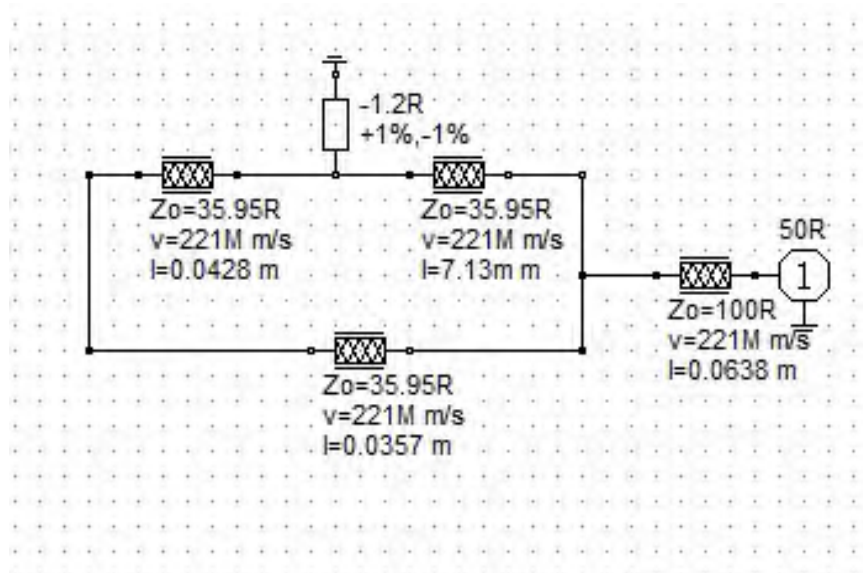 -1.2R
+1%,-1%
Zo=35.95R
v=221M m/s
l=0.0428 m
Zo=35.95R
v=221M m/s
l=7.13m m
50R
1
Zo=100R
v=221M m/s
l=0.0638 m
Zo=35.95R
v=221M m/s
l=0.0357 m